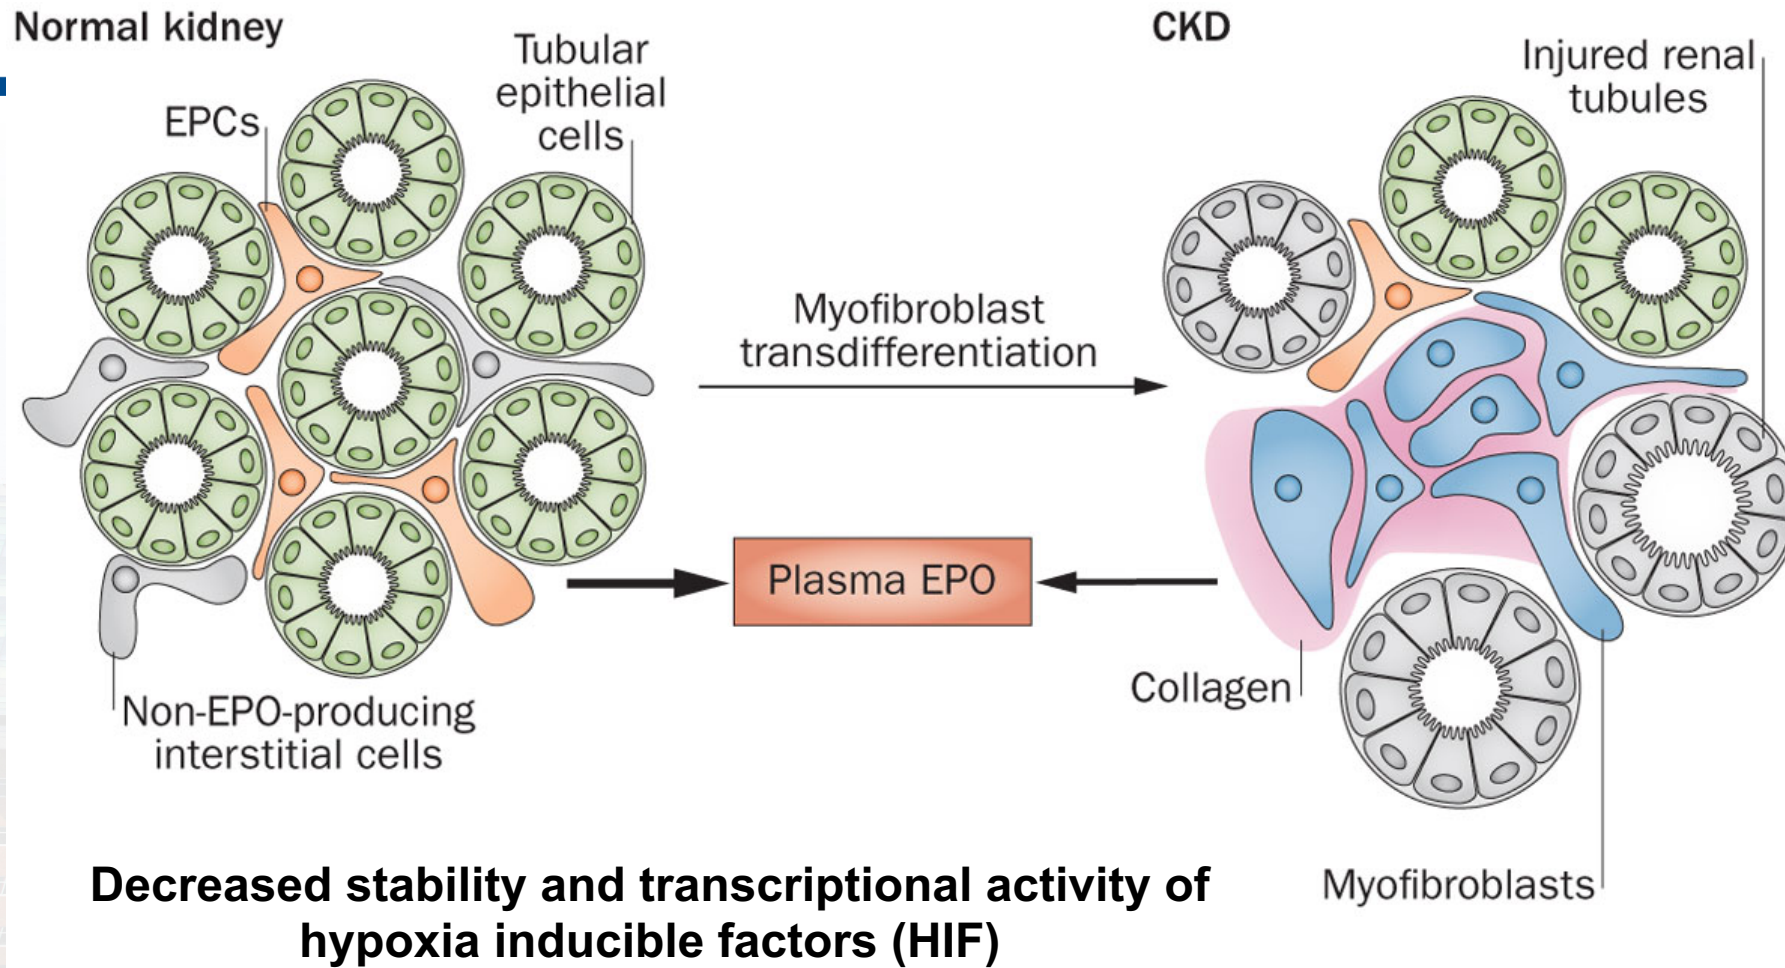 Normal kidney
CKD
Tubular
epithelial
cells
EPCs
Injured renal
tubules
Myofibroblast
transdifferentiation
Plasma EPO
Collagen
Non-EPO-producing
interstitial cells
Myofibroblasts
Decreased stability and transcriptional activity of
hypoxia inducible factors (HIF)